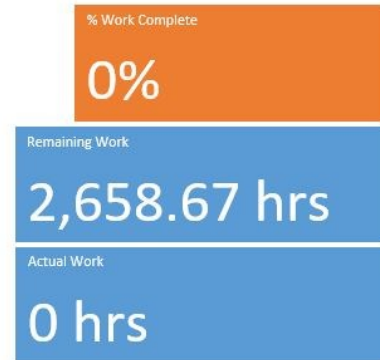 % Work Complete
0%
Remaining Work
2,658.67 hrs
Actual Work
0 hrs